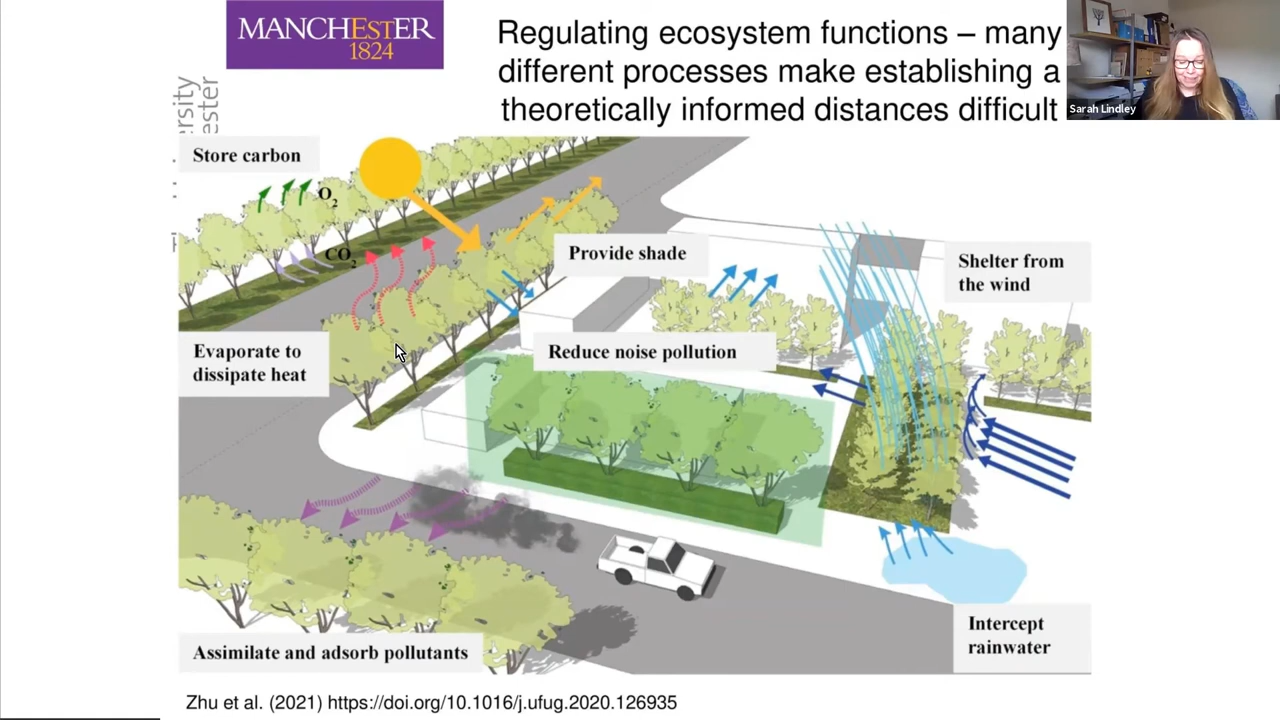 MANCHESTER
1824
Regulating ecosystem functions – many
different processes make establishing a
theoretically informed distances difficult
Sarah Lindley
Store carbon
O2
CO2
Provide shade
Shelter from
the wind
Evaporate to
dissipate heat
Reduce noise pollution
Intercept
rainwater
Assimilate and adsorb pollutants
Zhu et al. (2021) https://doi.org/10.1016/j.ufug.2020.126935